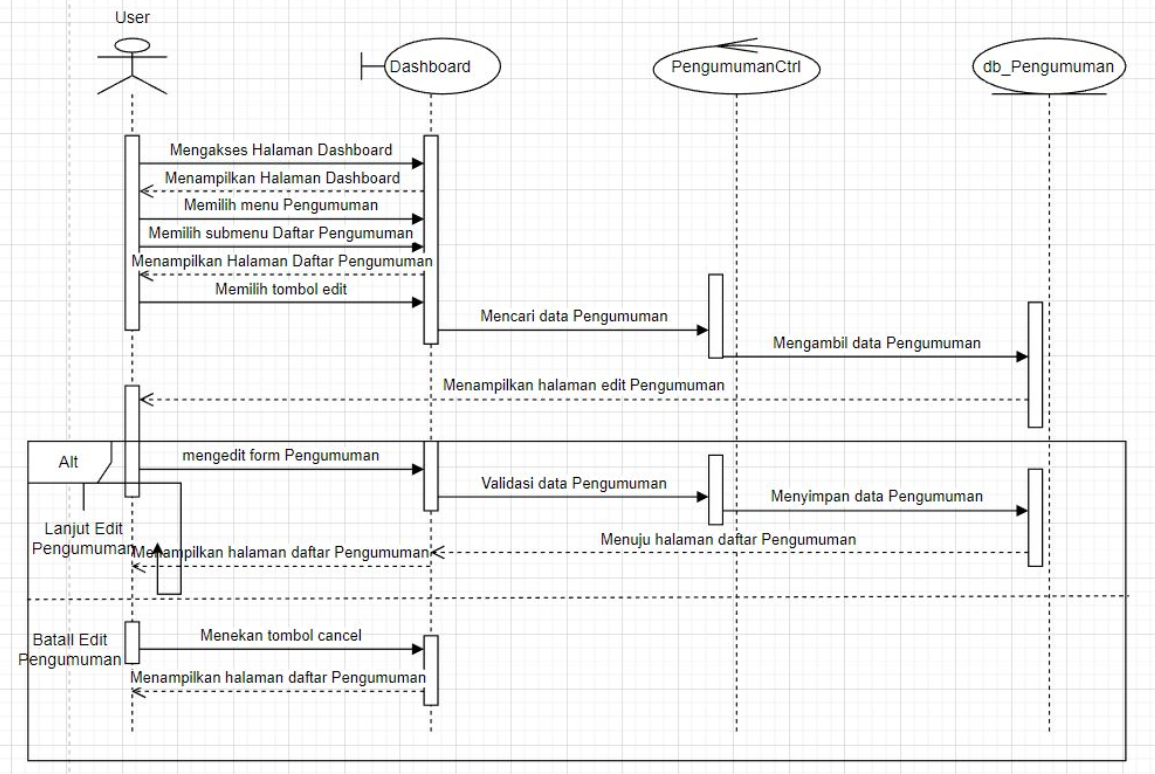 User
Dashboard
PengumumanCtrl
db_Pengumuman
Mengakses Halaman Dashboard
Menampilkan Halaman Dashboard
Memilih menu Pengumuman
Memilih submenu Daftar Pengumuman
Menampilkan Halaman Daftar Pengumuman
Memilih tombol edit
Mencari data Pengumuman
Mengambil data Pengumuman
Menampilkan halaman edit Pengumuman
Alt
mengedit form Pengumuman
Validasi data Pengumuman
Menyimpan data Pengumuman
Lanjut Edit
Pengumuman
Menuju halaman daftar Pengumuman
Menampilkan halaman daftar Pengumuman
Batall Edit
Pengumuman
Menekan tombol cancel
Menampilkan halaman daftar Pengumuman